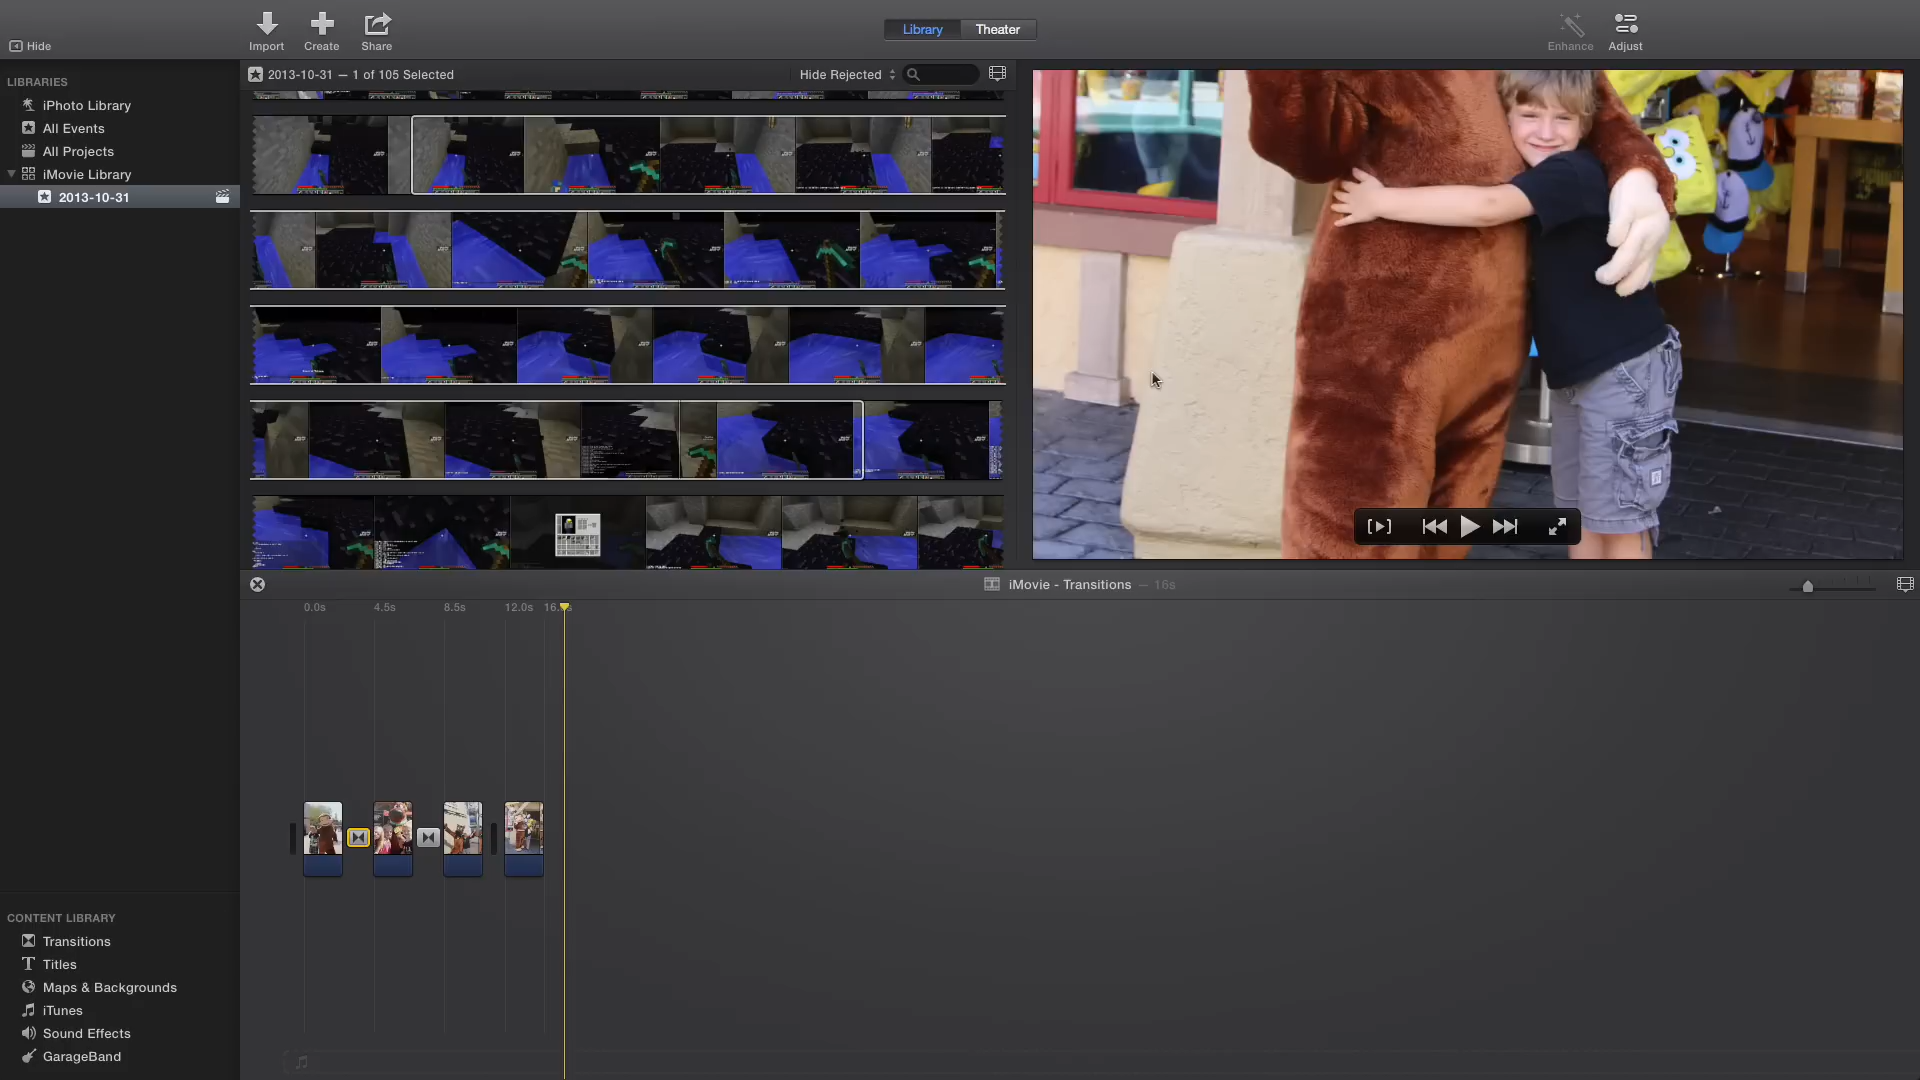 Hide
Import
Create
Share
Library
Theater
Enhance
Adjust
LIBRARIES
iPhoto Library
All Events
All Projects
iMovie Library
2013-10-31
2013-10-31 — 1 of 105 Selected
Hide Rejected
iMovie - Transitions — 16s
0.0s
4.5s
8.5s
12.0s
16.
CONTENT LIBRARY
Transitions
Titles
Maps & Backgrounds
iTunes
Sound Effects
GarageBand